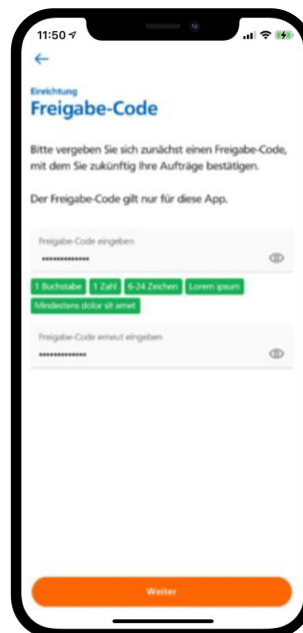 11:50
Einrichtung
Freigabe-Code
Bitte vergeben Sie sich zunächst einen Freigabe-Code,
mit dem Sie zukünftig Ihre Aufträge bestätigen.
Der Freigabe-Code gilt nur für diese App.
Freigabe-Code eingeben
•••••••••••••
1 Buchstabe 1 Zahl 6-24 Zeichen Lorem ipsum
Mindestens dolor sit amet
Freigabe-Code erneut eingeben
•••••••••••••
Weiter